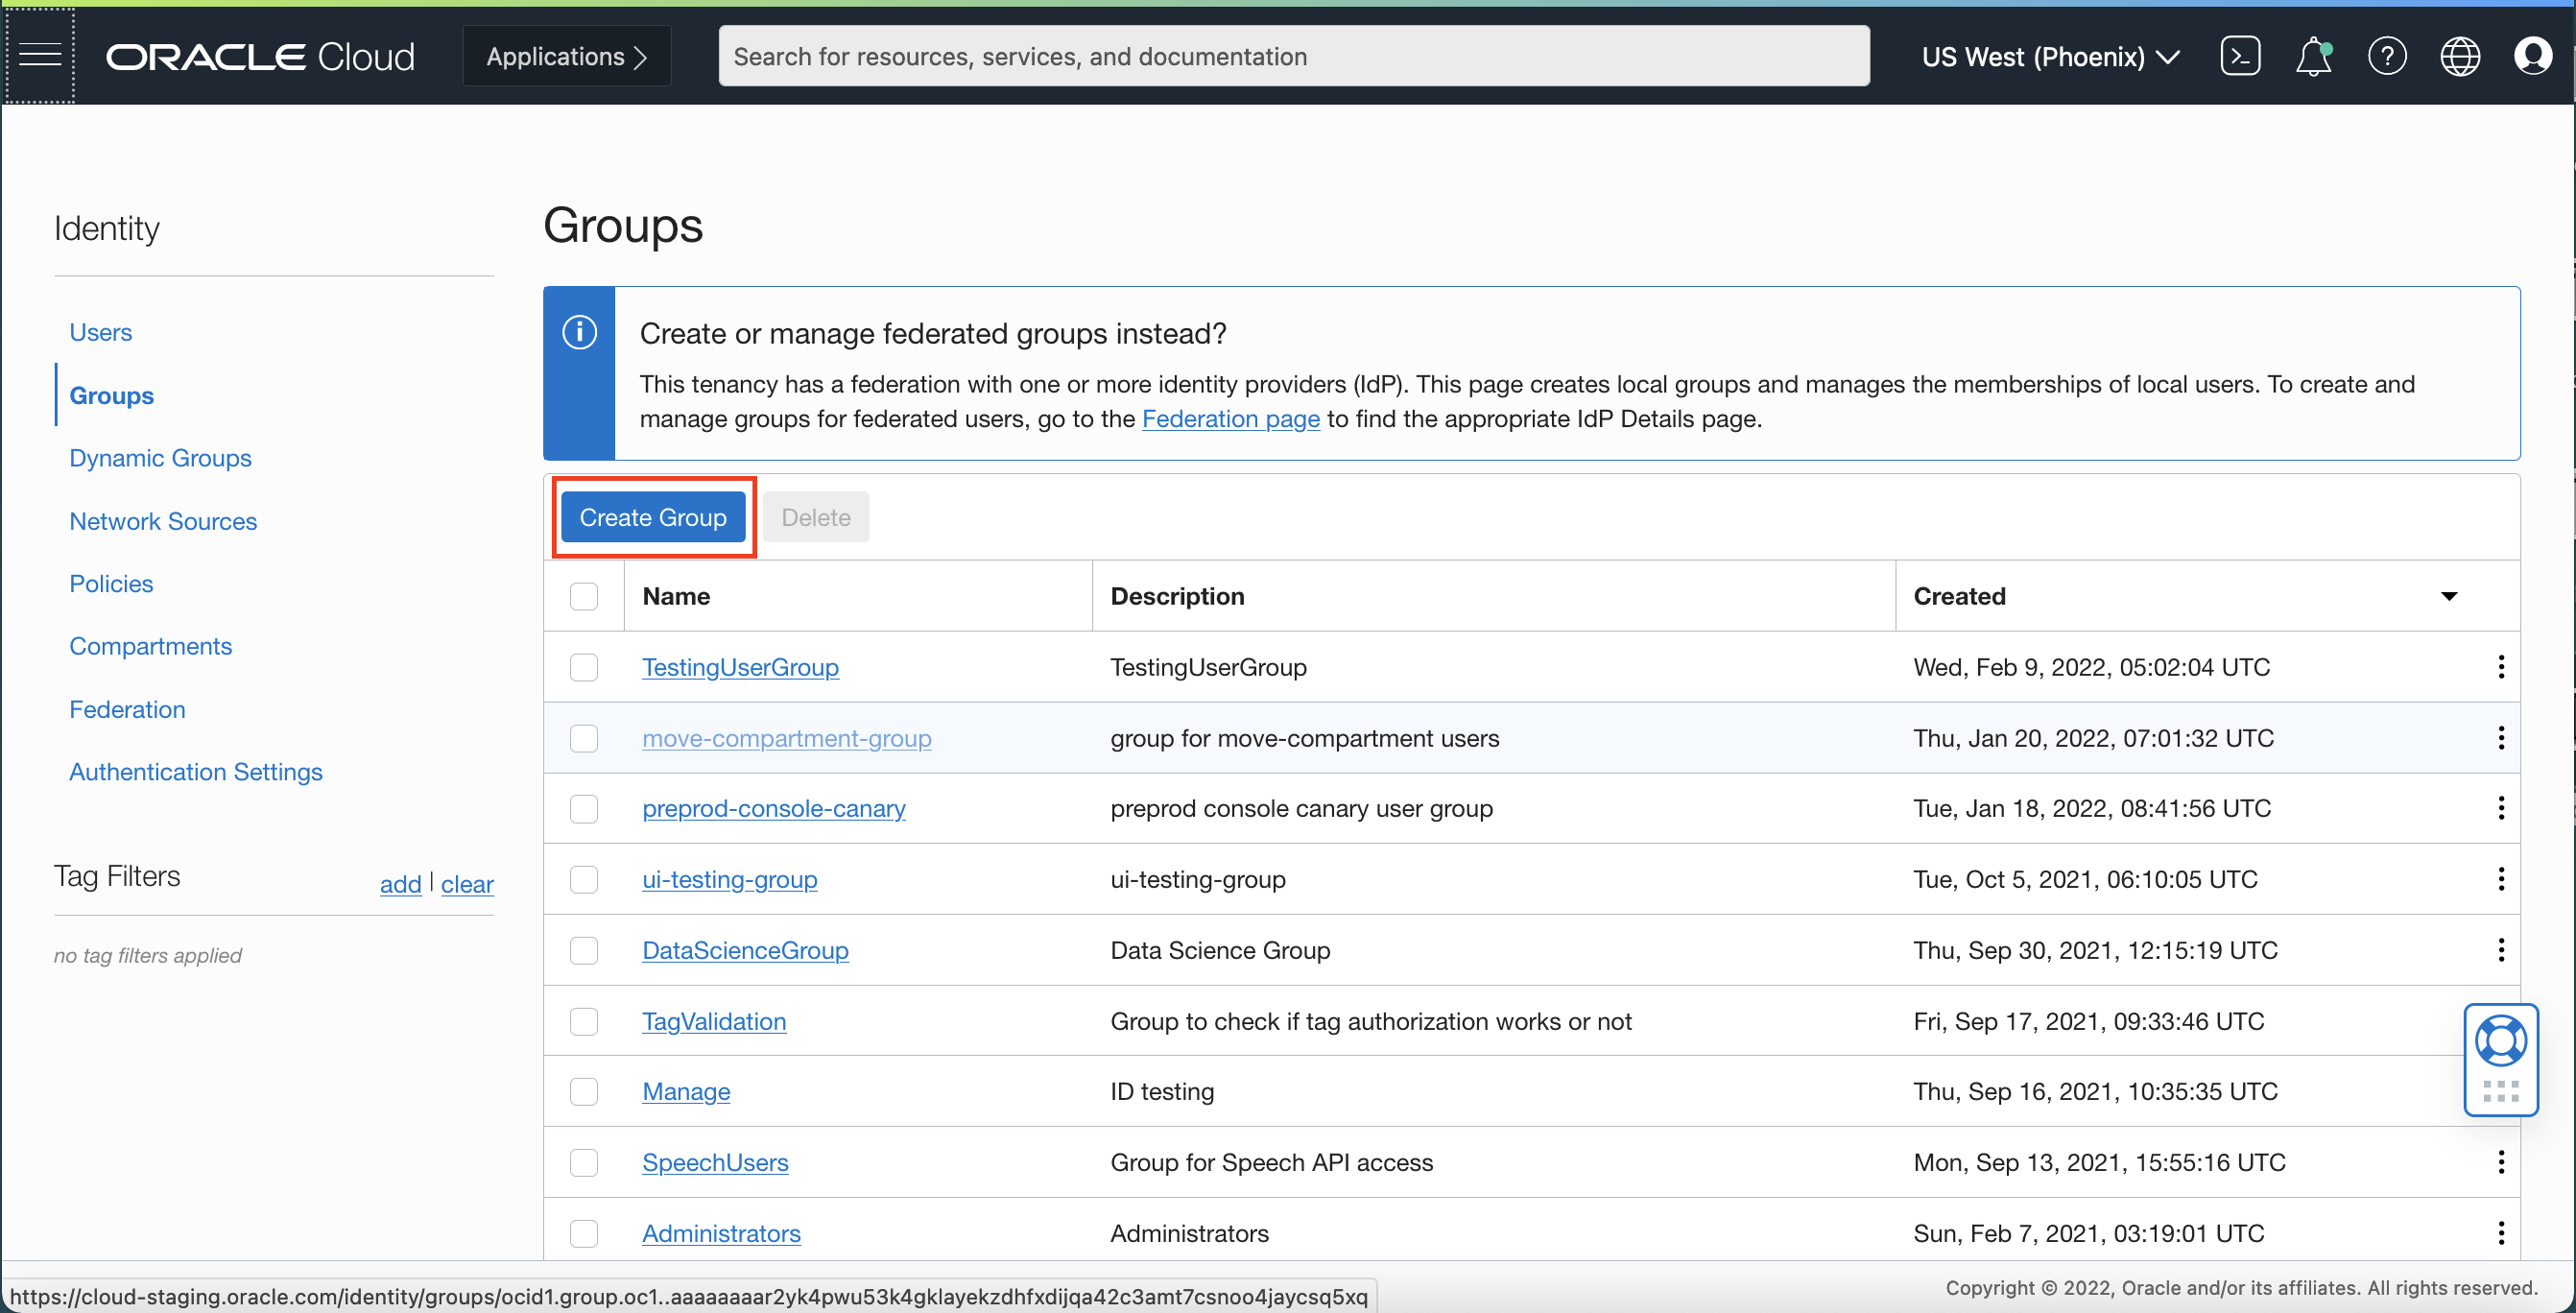 ORACLE Cloud
Applications
Search for resources, services, and documentation
US West (Phoenix)
Identity
Users
Groups
Dynamic Groups
Network Sources
Policies
Compartments
Federation
Authentication Settings
Tag Filters
add | clear
no tag filters applied
Groups
Create or manage federated groups instead?
This tenancy has a federation with one or more identity providers (IdP). This page creates local groups and manages the memberships of local users. To create and
manage groups for federated users, go to the Federation page to find the appropriate IdP Details page.
Create Group Delete
Name Description Created
TestingUserGroup TestingUserGroup Wed, Feb 9, 2022, 05:02:04 UTC
move-compartment-group group for move-compartment users Thu, Jan 20, 2022, 07:01:32 UTC
preprod-console-canary preprod console canary user group Tue, Jan 18, 2022, 08:41:56 UTC
ui-testing-group ui-testing-group Tue, Oct 5, 2021, 06:10:05 UTC
DataScienceGroup Data Science Group Thu, Sep 30, 2021, 12:15:19 UTC
TagValidation Group to check if tag authorization works or not Fri, Sep 17, 2021, 09:33:46 UTC
Manage ID testing Thu, Sep 16, 2021, 10:35:35 UTC
SpeechUsers Group for Speech API access Mon, Sep 13, 2021, 15:55:16 UTC
Administrators Administrators Sun, Feb 7, 2021, 03:19:01 UTC
https://cloud-staging.oracle.com/identity/groups/ocid1.group.oc1..aaaaaaaar2yk4pwu53k4gklayekzdhfxdijqa42c3amt7csnoo4jaycsq5xq
Copyright © 2022, Oracle and/or its affiliates. All rights reserved.